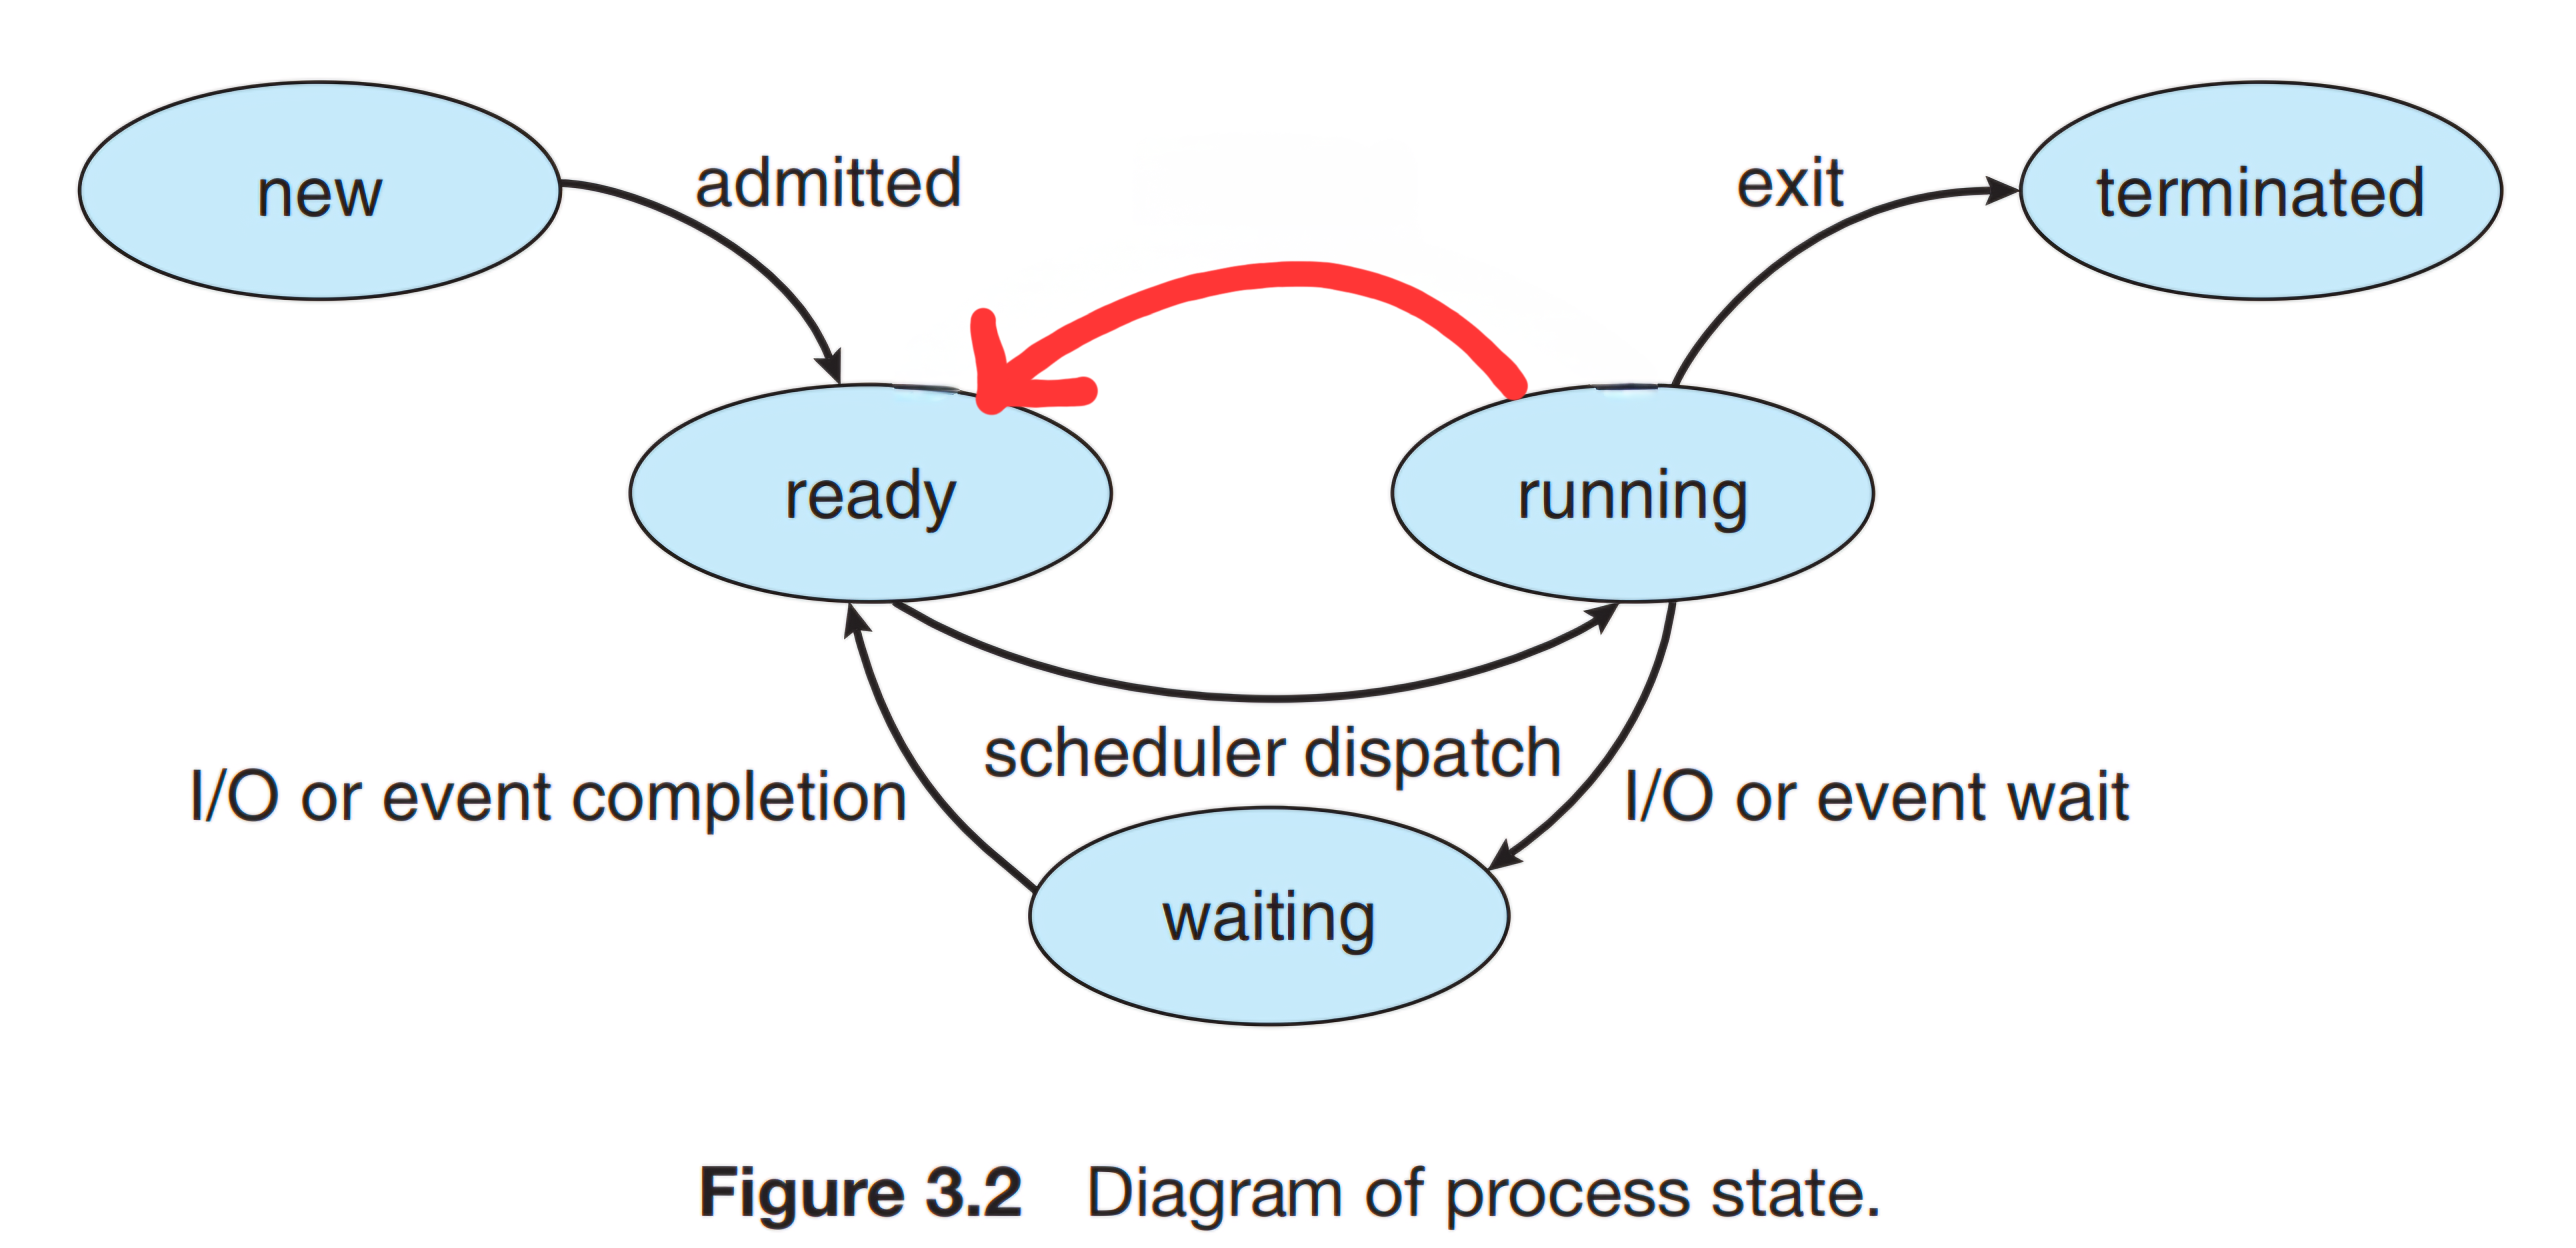 new
admitted
exit
terminated
ready
running
scheduler dispatch
I/O or event completion
I/O or event wait
waiting
Figure 3.2 Diagram of process state.